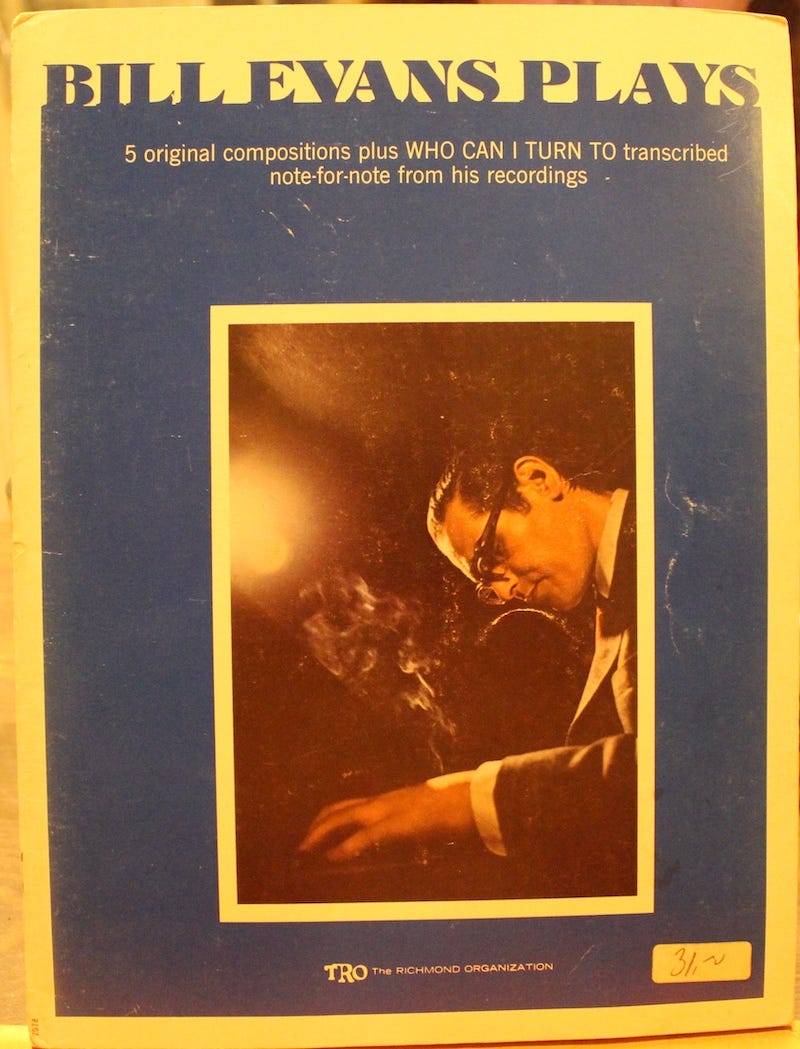 BILL EVANS PLAYS
5 original compositions plus WHO CAN I TURN TO transcribed
note-for-note from his recordings
TRO The RICHMOND ORGANIZATION
31,~